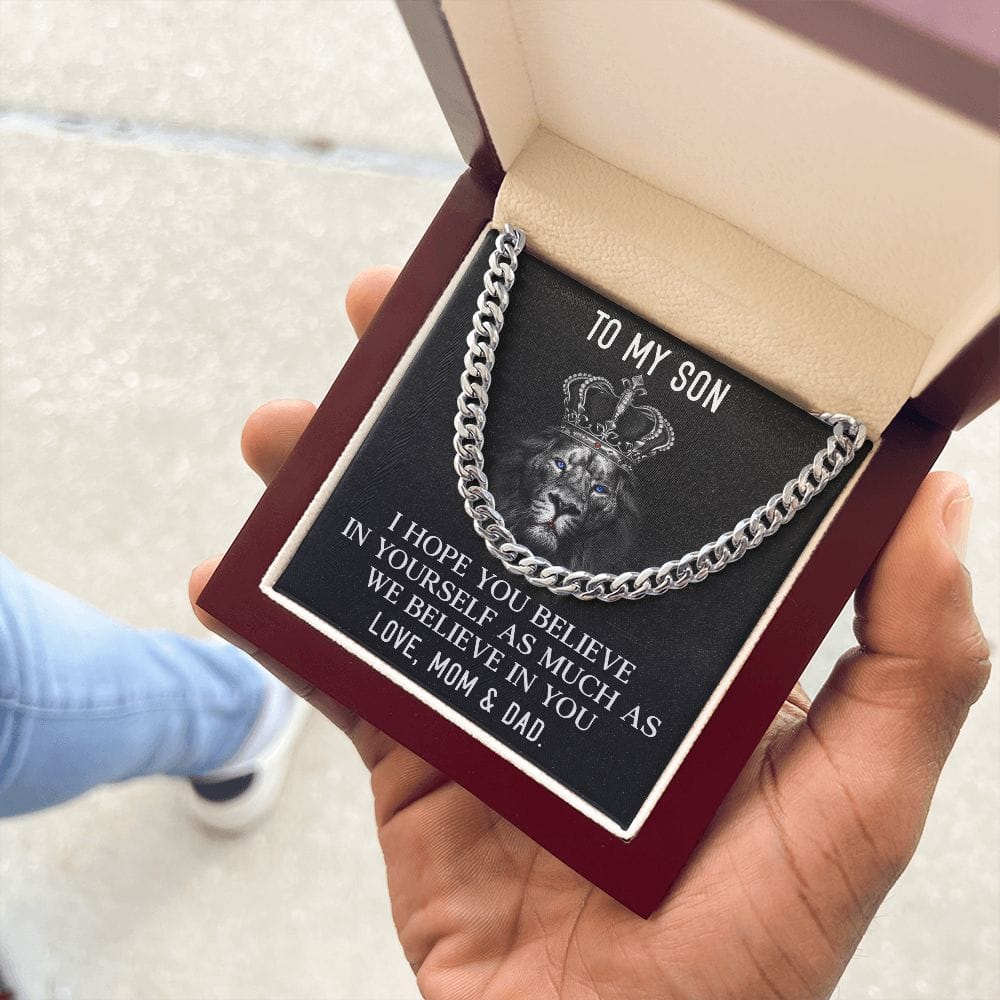 TO MY SON
I HOPE YOU BELIEVE
IN YOURSELF AS MUCH AS
WE BELIEVE IN YOU
LOVE, MOM & DAD.